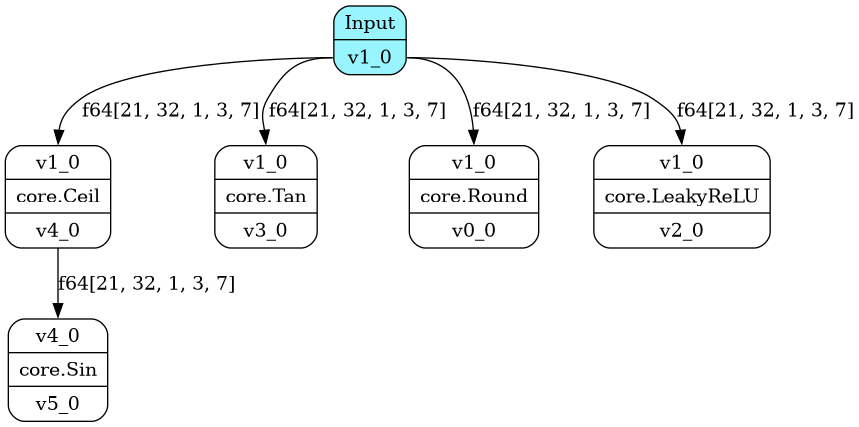 Input
v1_0
f64[21, 32, 1, 3, 7]
f64[21, 32, 1, 3, 7]
f64[21, 32, 1, 3, 7]
f64[21, 32, 1, 3, 7]
v1_0
core.Ceil
v4_0
v1_0
core.Tan
v3_0
v1_0
core.Round
v0_0
v1_0
core.LeakyReLU
v2_0
f64[21, 32, 1, 3, 7]
v4_0
core.Sin
v5_0